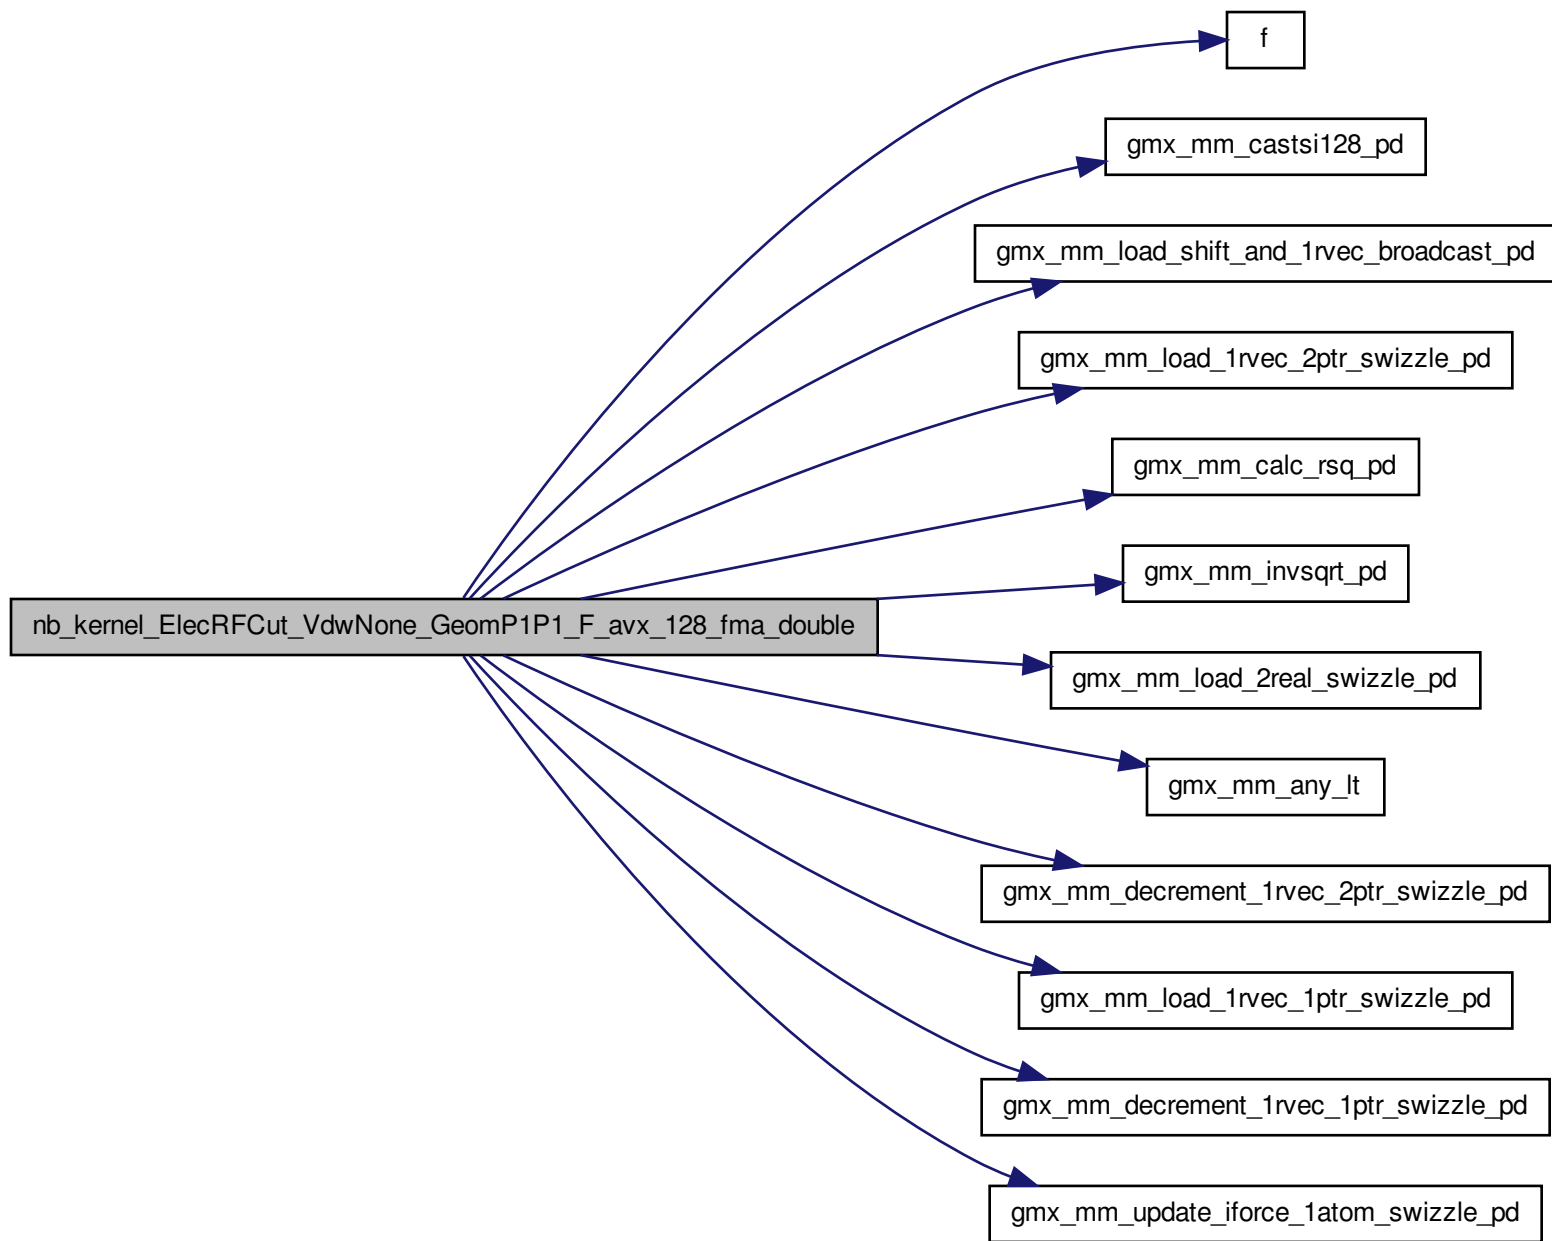 f
gmx_mm_castsi128_pd
gmx_mm_load_shift_and_1rvec_broadcast_pd
gmx_mm_load_1rvec_2ptr_swizzle_pd
gmx_mm_calc_rsq_pd
gmx_mm_invsqrt_pd
nb_kernel_ElecRFCut_VdwNone_GeomP1P1_F_avx_128_fma_double
gmx_mm_load_2real_swizzle_pd
gmx_mm_any_lt
gmx_mm_decrement_1rvec_2ptr_swizzle_pd
gmx_mm_load_1rvec_1ptr_swizzle_pd
gmx_mm_decrement_1rvec_1ptr_swizzle_pd
gmx_mm_update_iforce_1atom_swizzle_pd